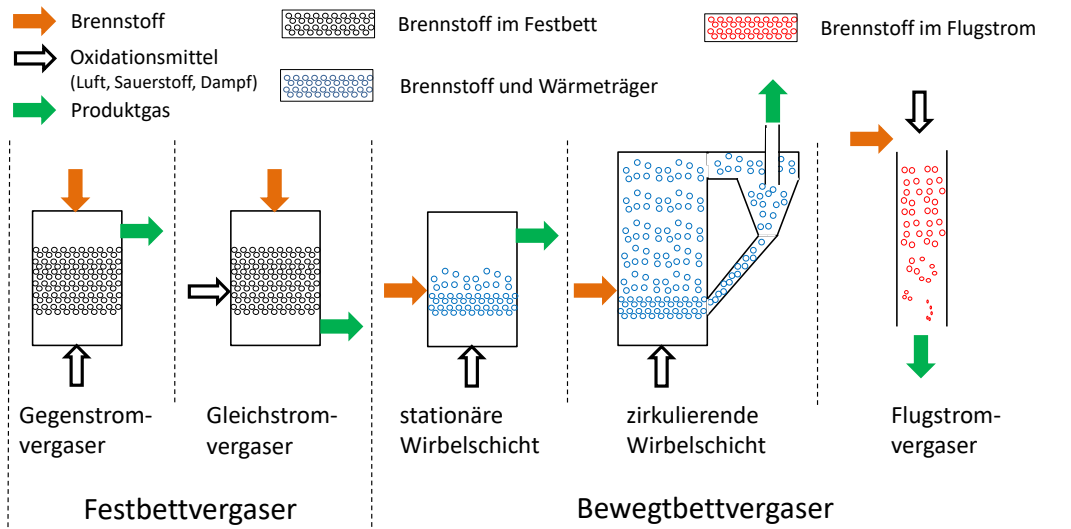 Brennstoff
Oxidationsmittel
(Luft, Sauerstoff, Dampf)
Produktgas
Brennstoff im Festbett
Brennstoff und Wärmeträger
Brennstoff im Flugstrom
Gegenstrom-
vergaser
Gleichstrom-
vergaser
stationäre
Wirbelschicht
zirkulierende
Wirbelschicht
Flugstrom-
vergaser
Festbettvergaser
Bewegtbettvergaser